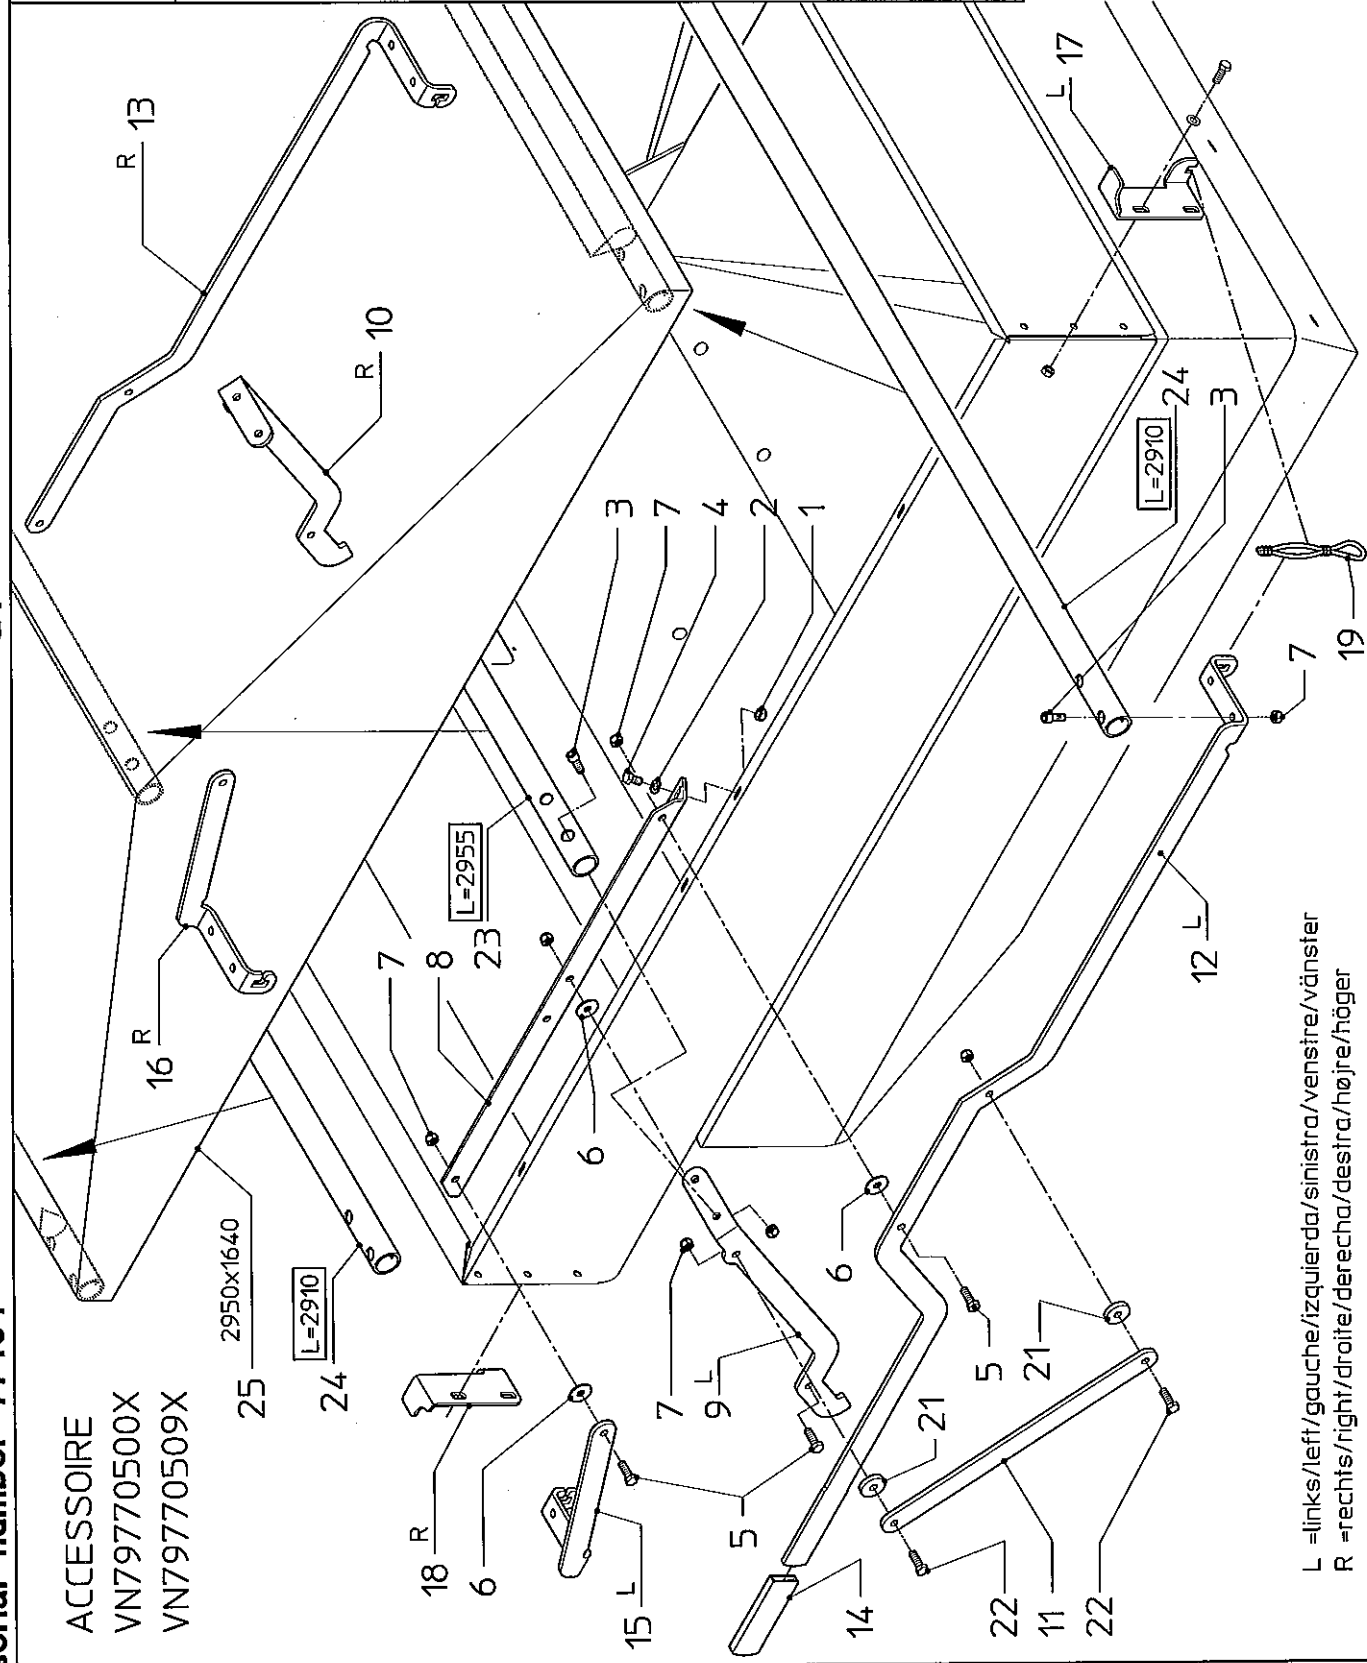 ACCESSOIRE
VN79770500X
VN79770509X
R 13
R 10
16 R
L 17
3
7
4
2
1
L=2955
23
7
8
6
2950x1640
25
L=2910
24
L=2910
24
3
19
7
12 L
18 R
6
15 L
5
7
9 L
6
5
21
21
14
22
11
22
L =links/left/gauche/izquierda/sinistra/venstre/vänster
R =rechts/right/droite/derecha/destra/højre/höger